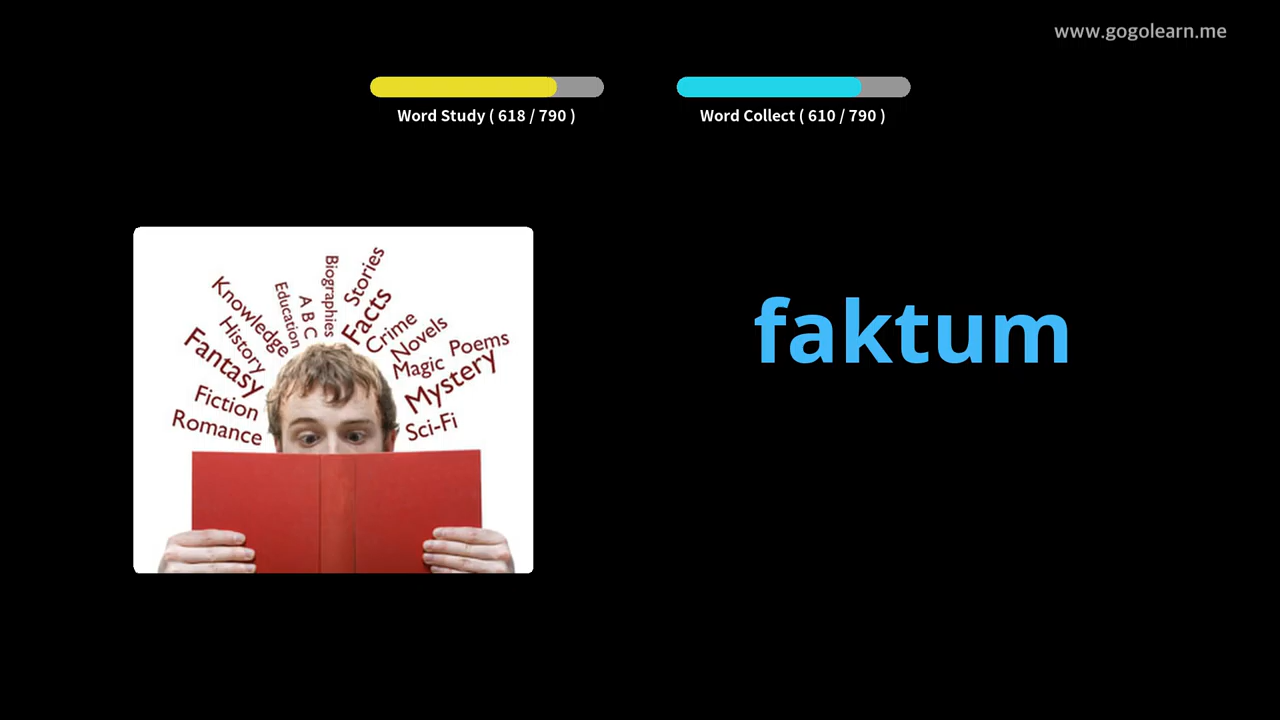 www.gogolearn.me
Word Study ( 618 / 790 )
Word Collect ( 610 / 790 )
Knowledge
Education
A B C
Biographies
Stories
Facts
History
Crime
Novels
Poems
Fantasy
Magic
Mystery
Fiction
Romance
Sci-Fi
faktum